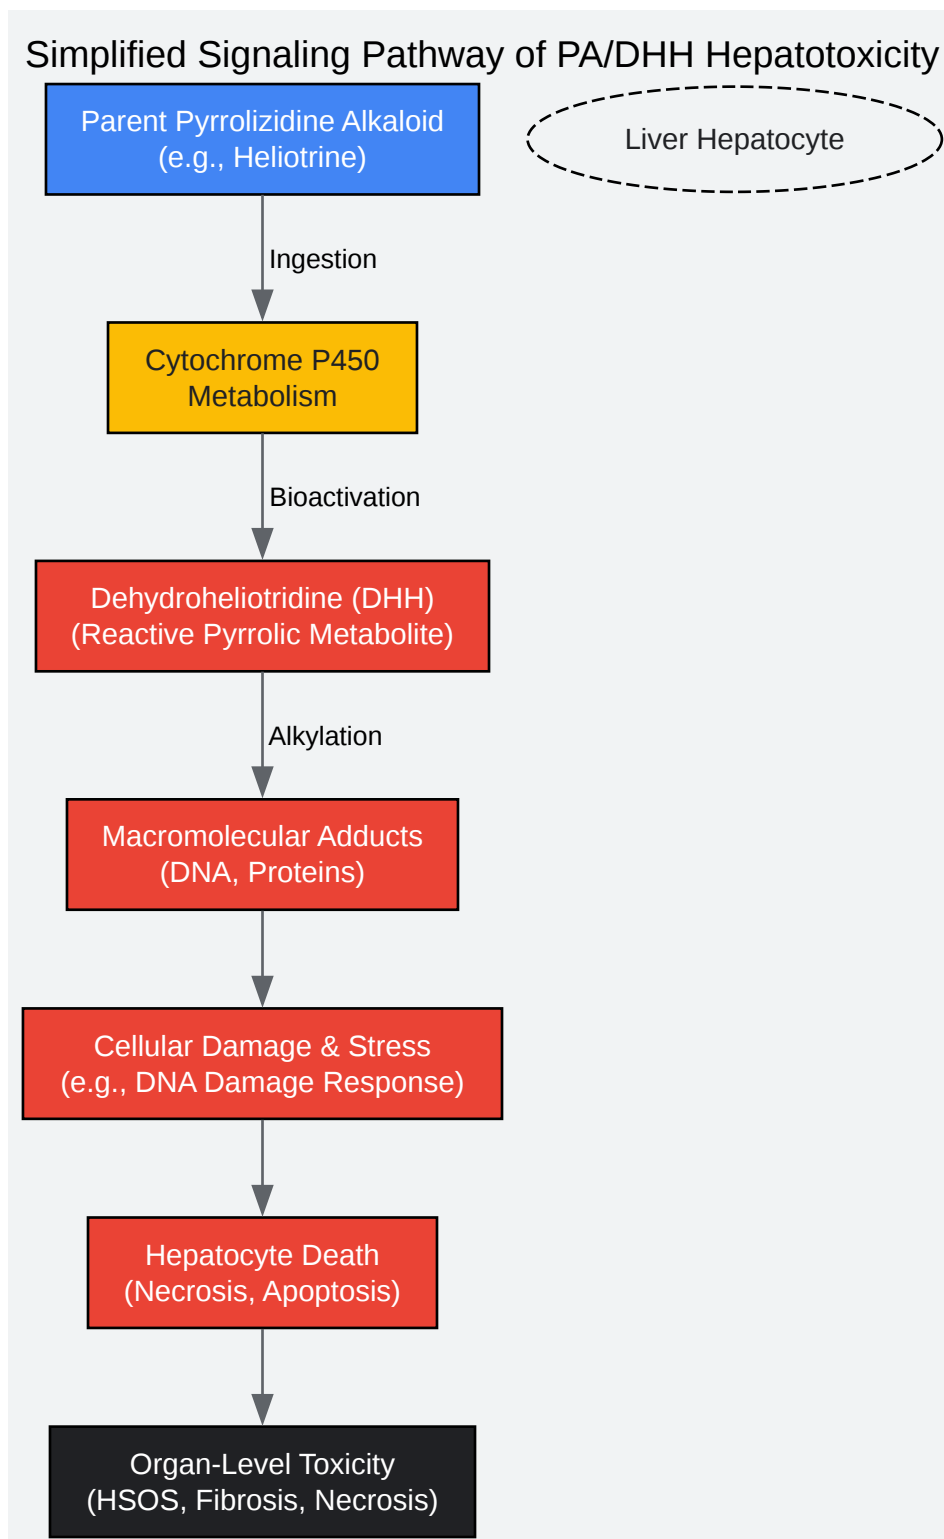 Simplified Signaling Pathway of PA/DHH Hepatotoxicity
Parent Pyrrolizidine Alkaloid
(e.g., Heliotrine)
Liver Hepatocyte
Ingestion
Cytochrome P450
Metabolism
Bioactivation
Dehydroheliotridine (DHH)
(Reactive Pyrrolic Metabolite)
Alkylation
Macromolecular Adducts
(DNA, Proteins)
Cellular Damage & Stress
(e.g., DNA Damage Response)
Hepatocyte Death
(Necrosis, Apoptosis)
Organ-Level Toxicity
(HSOS, Fibrosis, Necrosis)